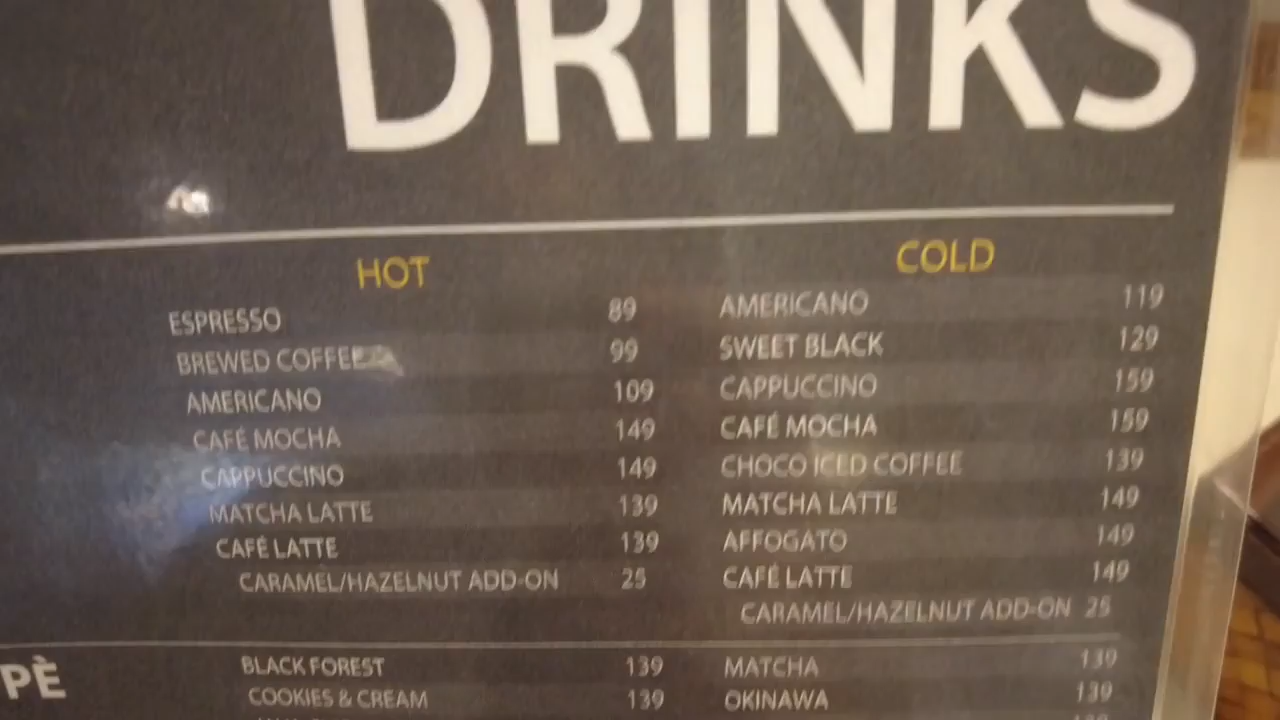 DRINKS
HOT
ESPRESSO 89
BREWED COFFEE 99
AMERICANO 109
CAFÉ MOCHA 149
CAPPUCCINO 149
MATCHA LATTE 139
CAFÉ LATTE 139
CARAMEL/HAZELNUT ADD-ON 25
COLD
AMERICANO 119
SWEET BLACK 129
CAPPUCCINO 159
CAFÉ MOCHA 159
CHOCO ICED COFFEE 139
MATCHA LATTE 149
AFFOGATO 149
CAFÉ LATTE 149
CARAMEL/HAZELNUT ADD-ON 25
PÈ
BLACK FOREST 139
COOKIES & CREAM 139
MATCHA 139
OKINAWA 139